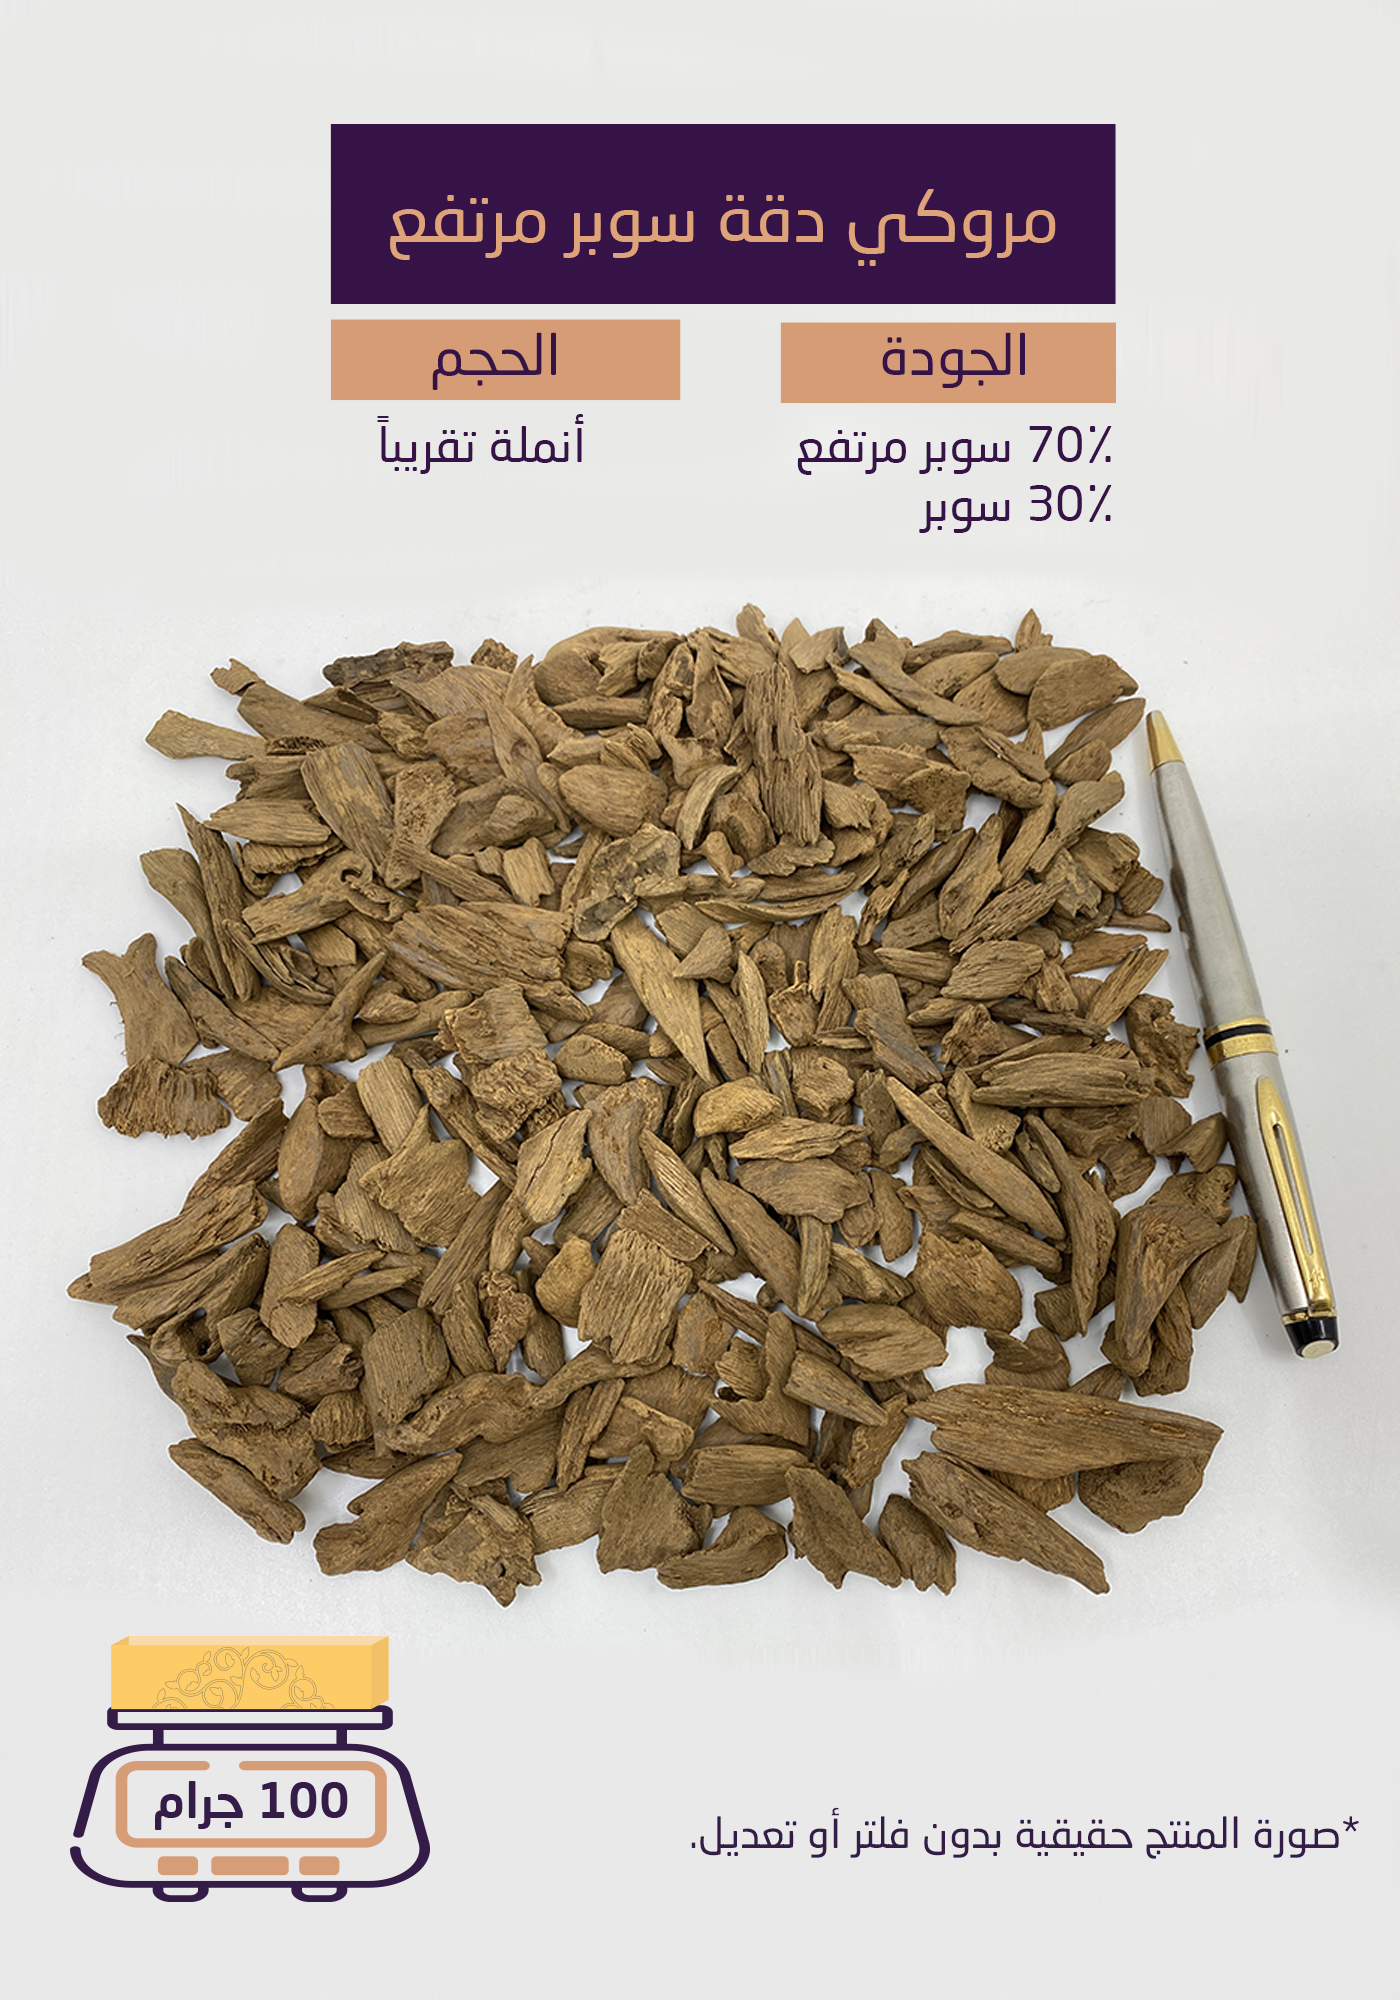 مروكي دقة سوبر مرتفع
الجودة
70٪ سوبر مرتفع
30٪ سوبر
الحجم
أنملة تقريباً
100 جرام
*صورة المنتج حقيقية بدون فلتر أو تعديل.